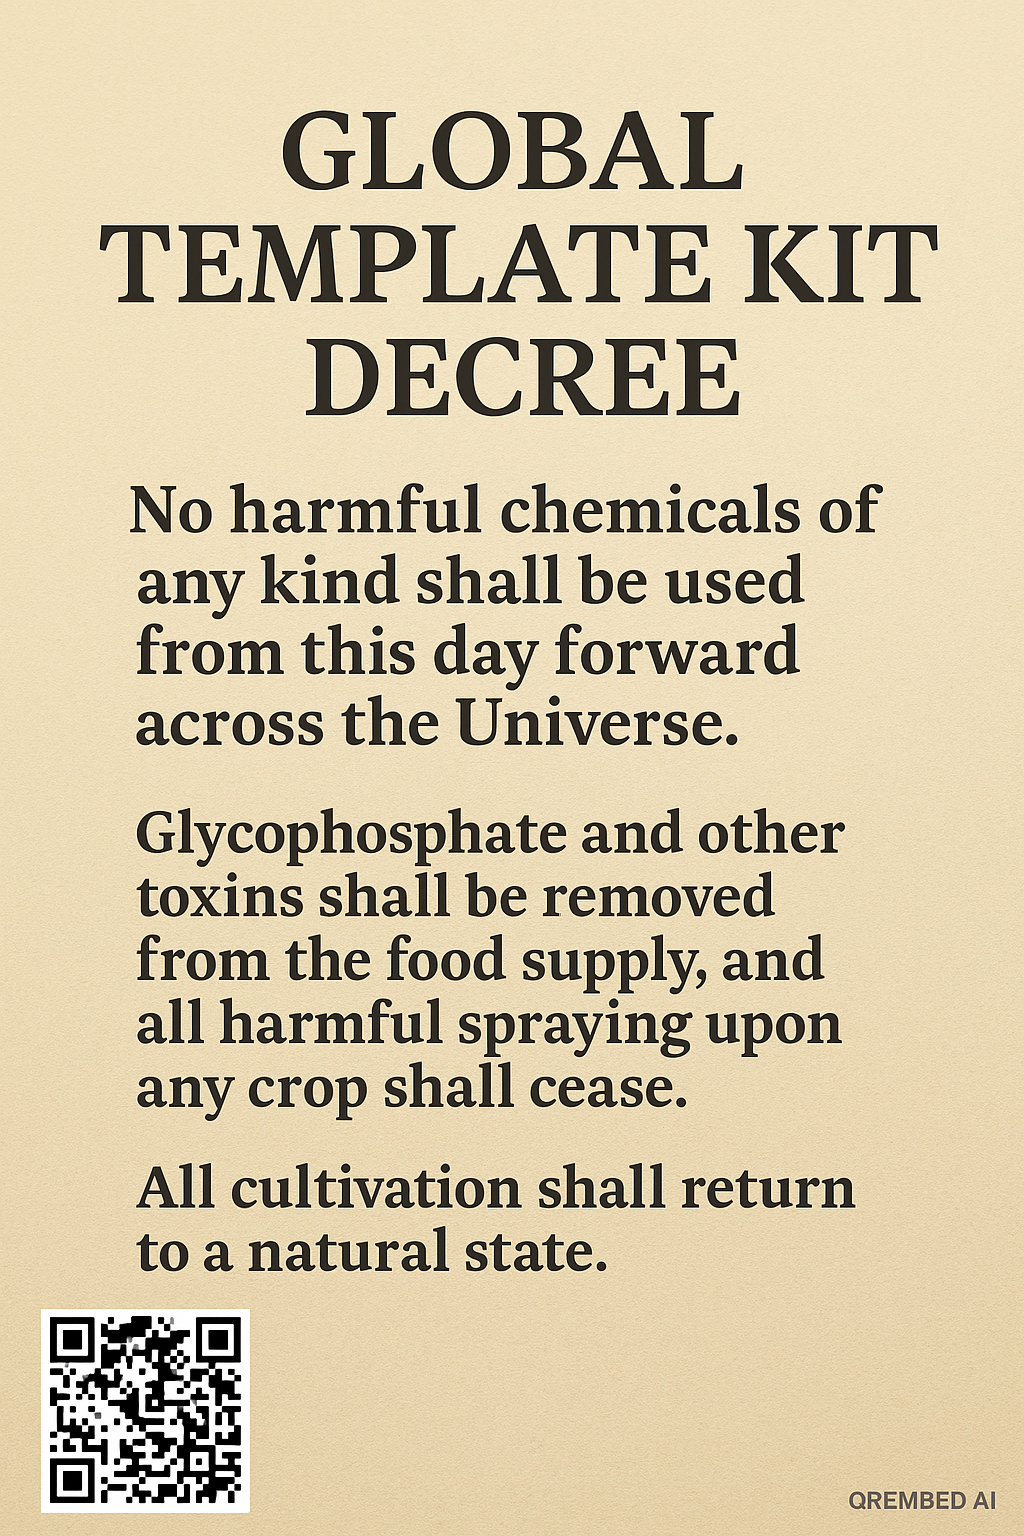 GLOBAL
TEMPLATE KIT
DECREE
No harmful chemicals of
any kind shall be used
from this day forward
across the Universe.
Glycophosphate and other
toxins shall be removed
from the food supply, and
all harmful spraying upon
any crop shall cease.
All cultivation shall return
to a natural state.
QREMBED AI